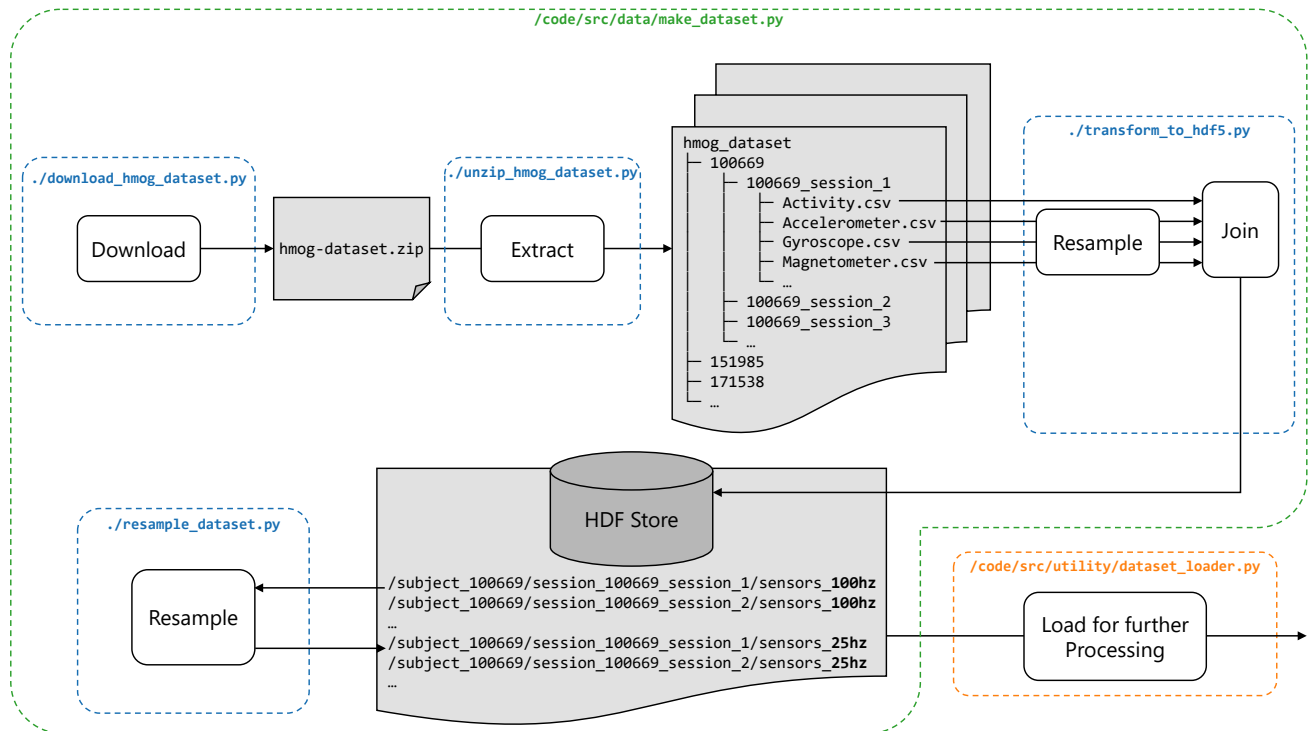 /code/src/data/make_dataset.py
./download_hmog_dataset.py
Download
hmog-dataset.zip
./unzip_hmog_dataset.py
Extract
hmog_dataset
├─ 100669
│  ├─ 100669_session_1
│  │  ├─ Activity.csv
│  │  ├─ Accelerometer.csv
│  │  ├─ Gyroscope.csv
│  │  ├─ Magnetometer.csv
│  │  └─ …
│  ├─ 100669_session_2
│  ├─ 100669_session_3
│  └─ …
├─ 151985
├─ 171538
└─ …
./transform_to_hdf5.py
Resample
Join
./resample_dataset.py
Resample
HDF Store
/subject_100669/session_100669_session_1/sensors_100hz
/subject_100669/session_100669_session_2/sensors_100hz
…
/subject_100669/session_100669_session_1/sensors_25hz
/subject_100669/session_100669_session_2/sensors_25hz
…
/code/src/utility/dataset_loader.py
Load for further
Processing